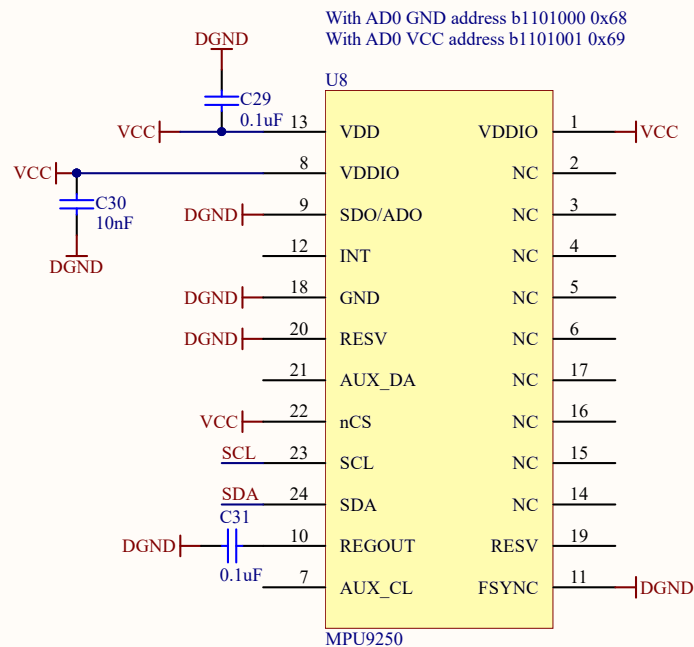 With AD0 GND address b1101000 0x68
With AD0 VCC address b1101001 0x69
DGND
U8
C29
0.1uF
VCC 13 VDD VDDIO 1 VCC
VCC 8 VDDIO NC 2
C30
10nF
DGND
DGND 9 SDO/ADO NC 3
12 INT NC 4
DGND 18 GND NC 5
DGND 20 RESV NC 6
21 AUX_DA NC 17
VCC 22 nCS NC 16
SCL 23 SCL NC 15
SDA 24 SDA NC 14
C31
DGND 10 REGOUT RESV 19
0.1uF
7 AUX_CL FSYNC 11 DGND
MPU9250